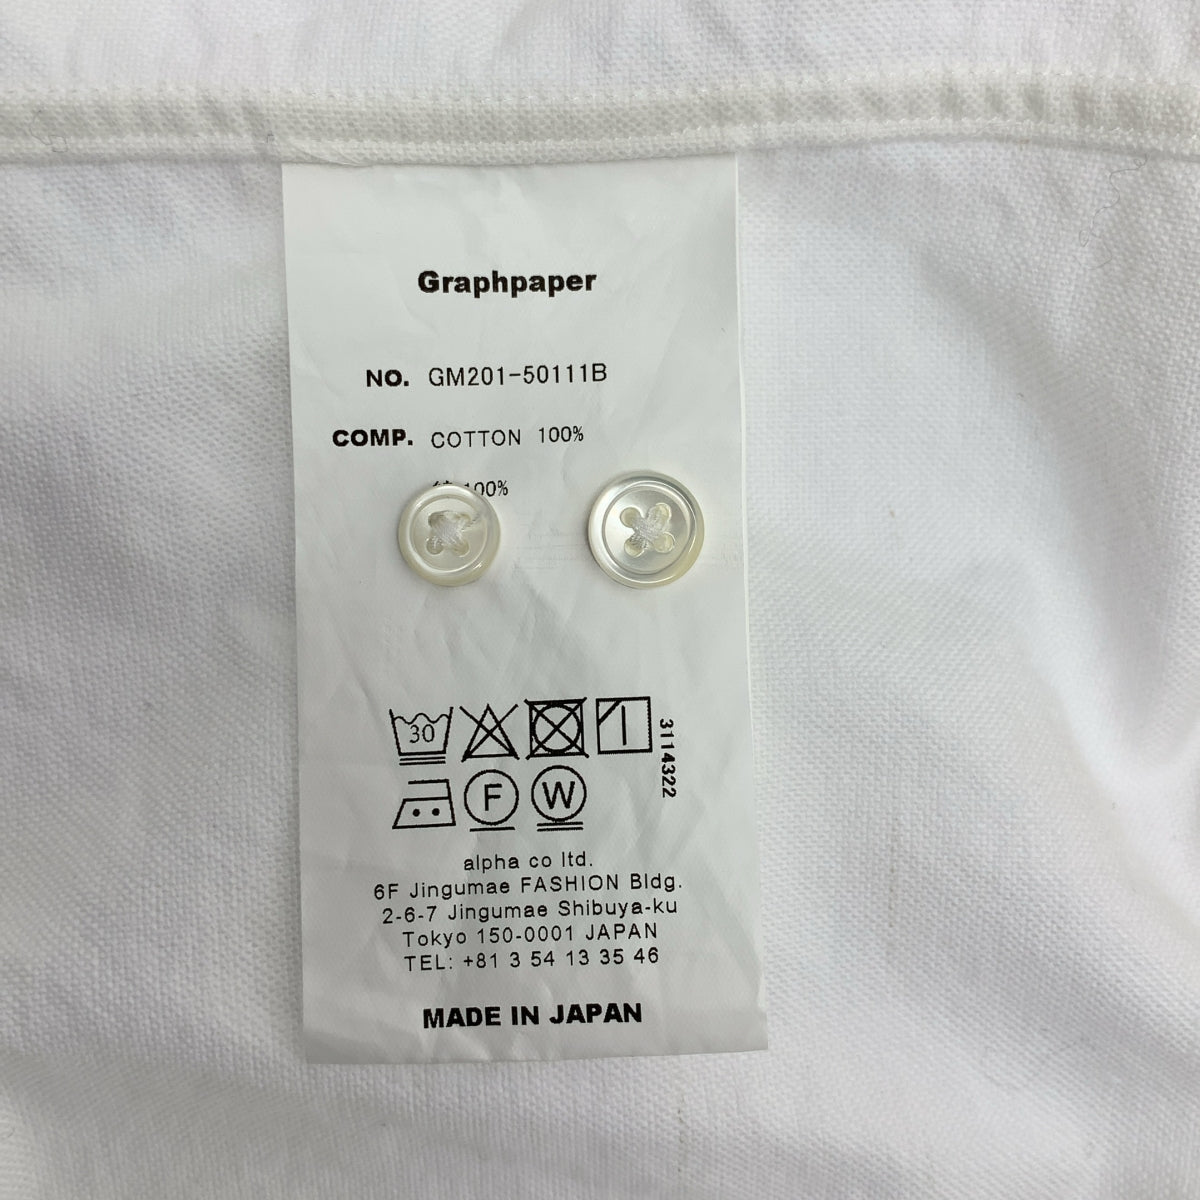 Graphpaper
NO. GM201-50111B
COMP. COTTON 100%
100%
30
3114322
F W
alpha co ltd.
6F Jingumae FASHION Bldg.
2-6-7 Jingumae Shibuya-ku
Tokyo 150-0001 JAPAN
TEL: +81 3 54 13 35 46
MADE IN JAPAN